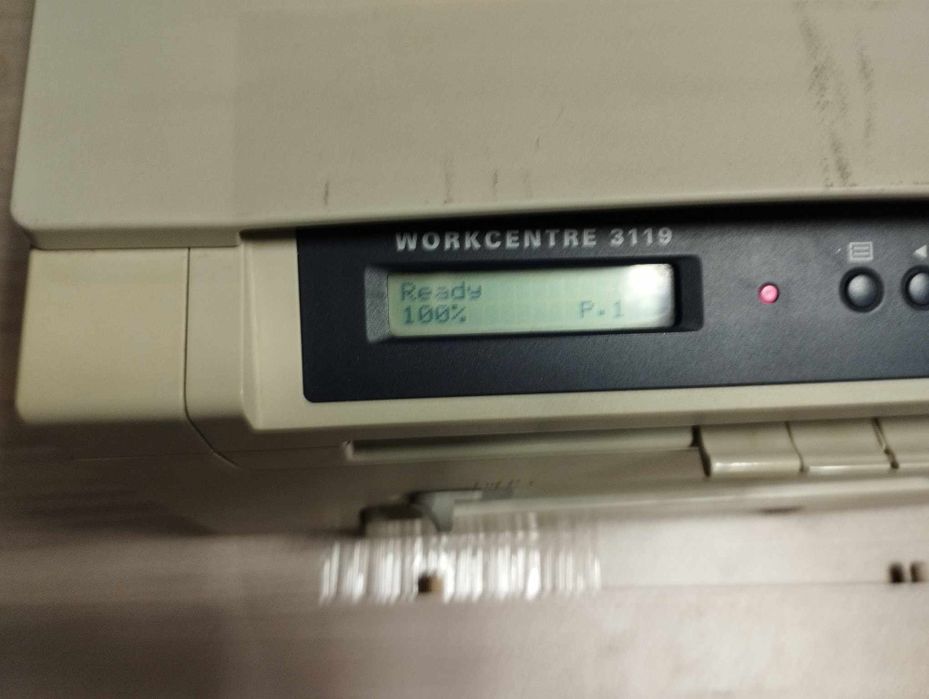 WORKCENTRE 3119
Ready
100% P.1